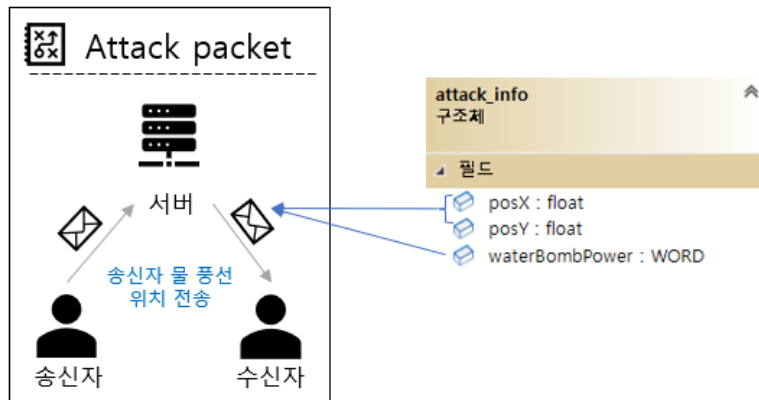 Attack packet
서버
송신자 물 풍선
위치 전송
송신자
수신자
attack_info
구조체
필드
posX : float
posY : float
waterBombPower : WORD